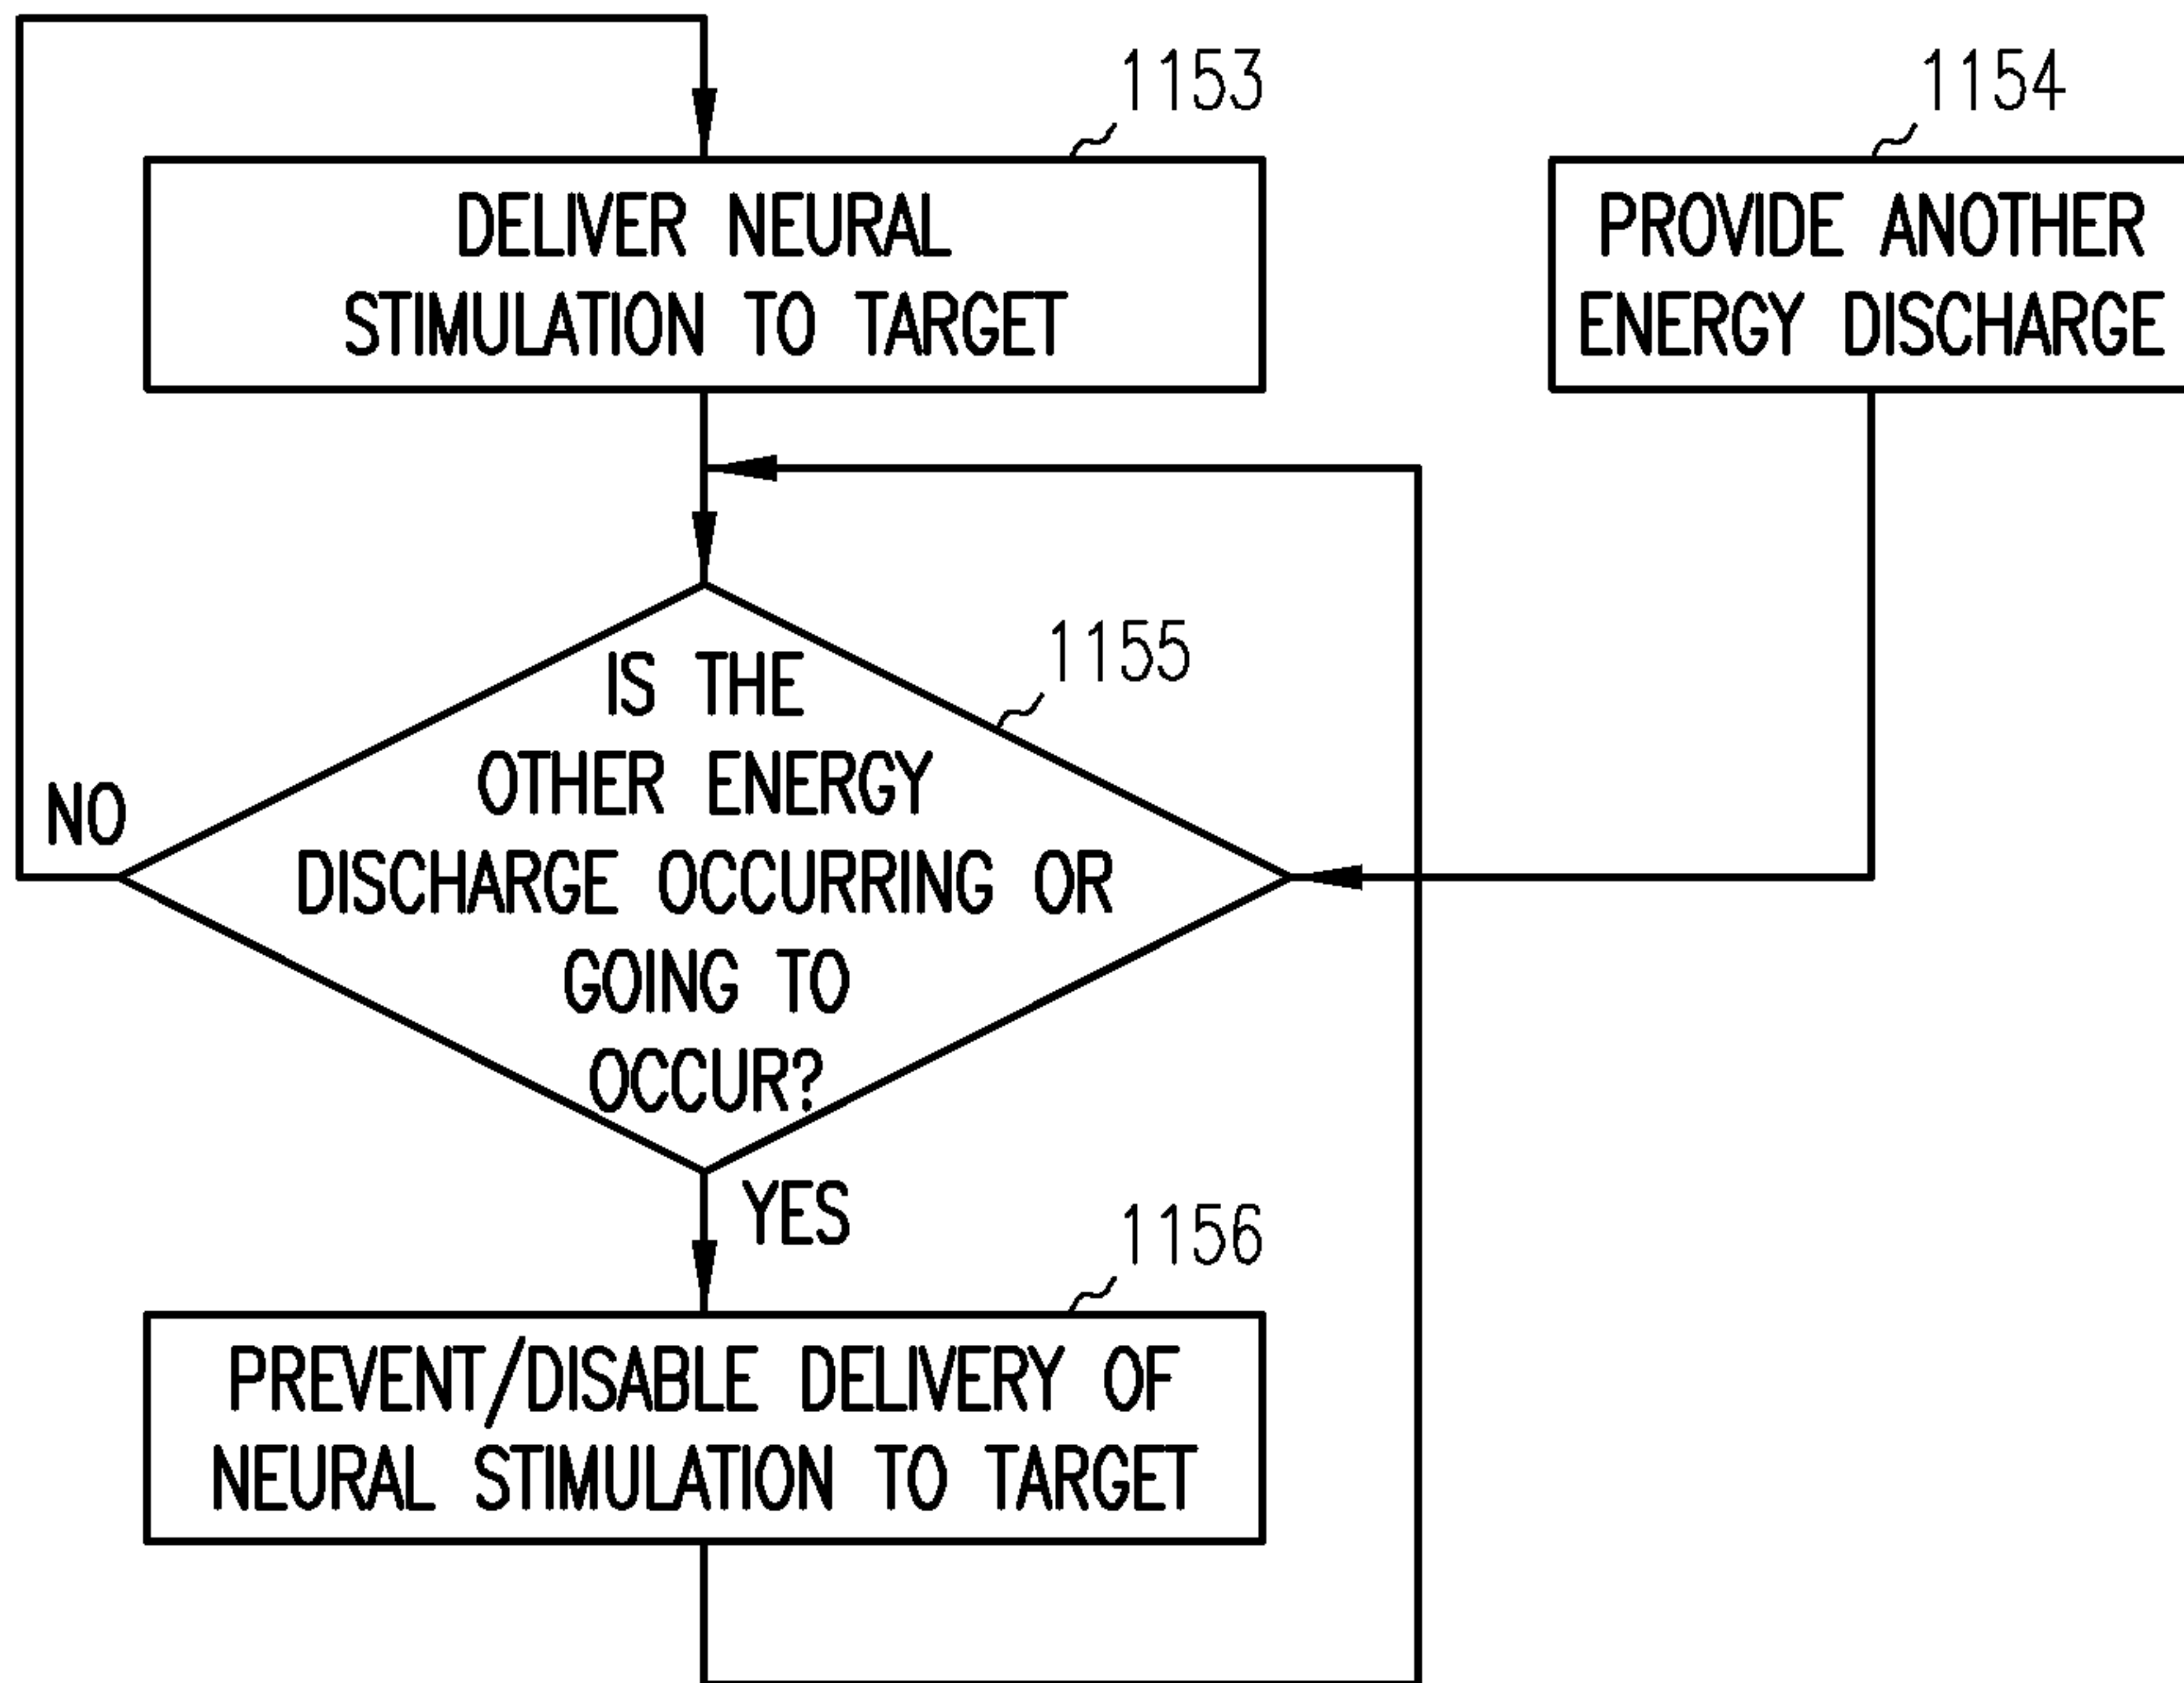 1153
DELIVER NEURAL
STIMULATION TO TARGET
1154
PROVIDE ANOTHER
ENERGY DISCHARGE
1155
IS THE
OTHER ENERGY
DISCHARGE OCCURRING OR
GOING TO
OCCUR?
NO
YES
1156
PREVENT/DISABLE DELIVERY OF
NEURAL STIMULATION TO TARGET